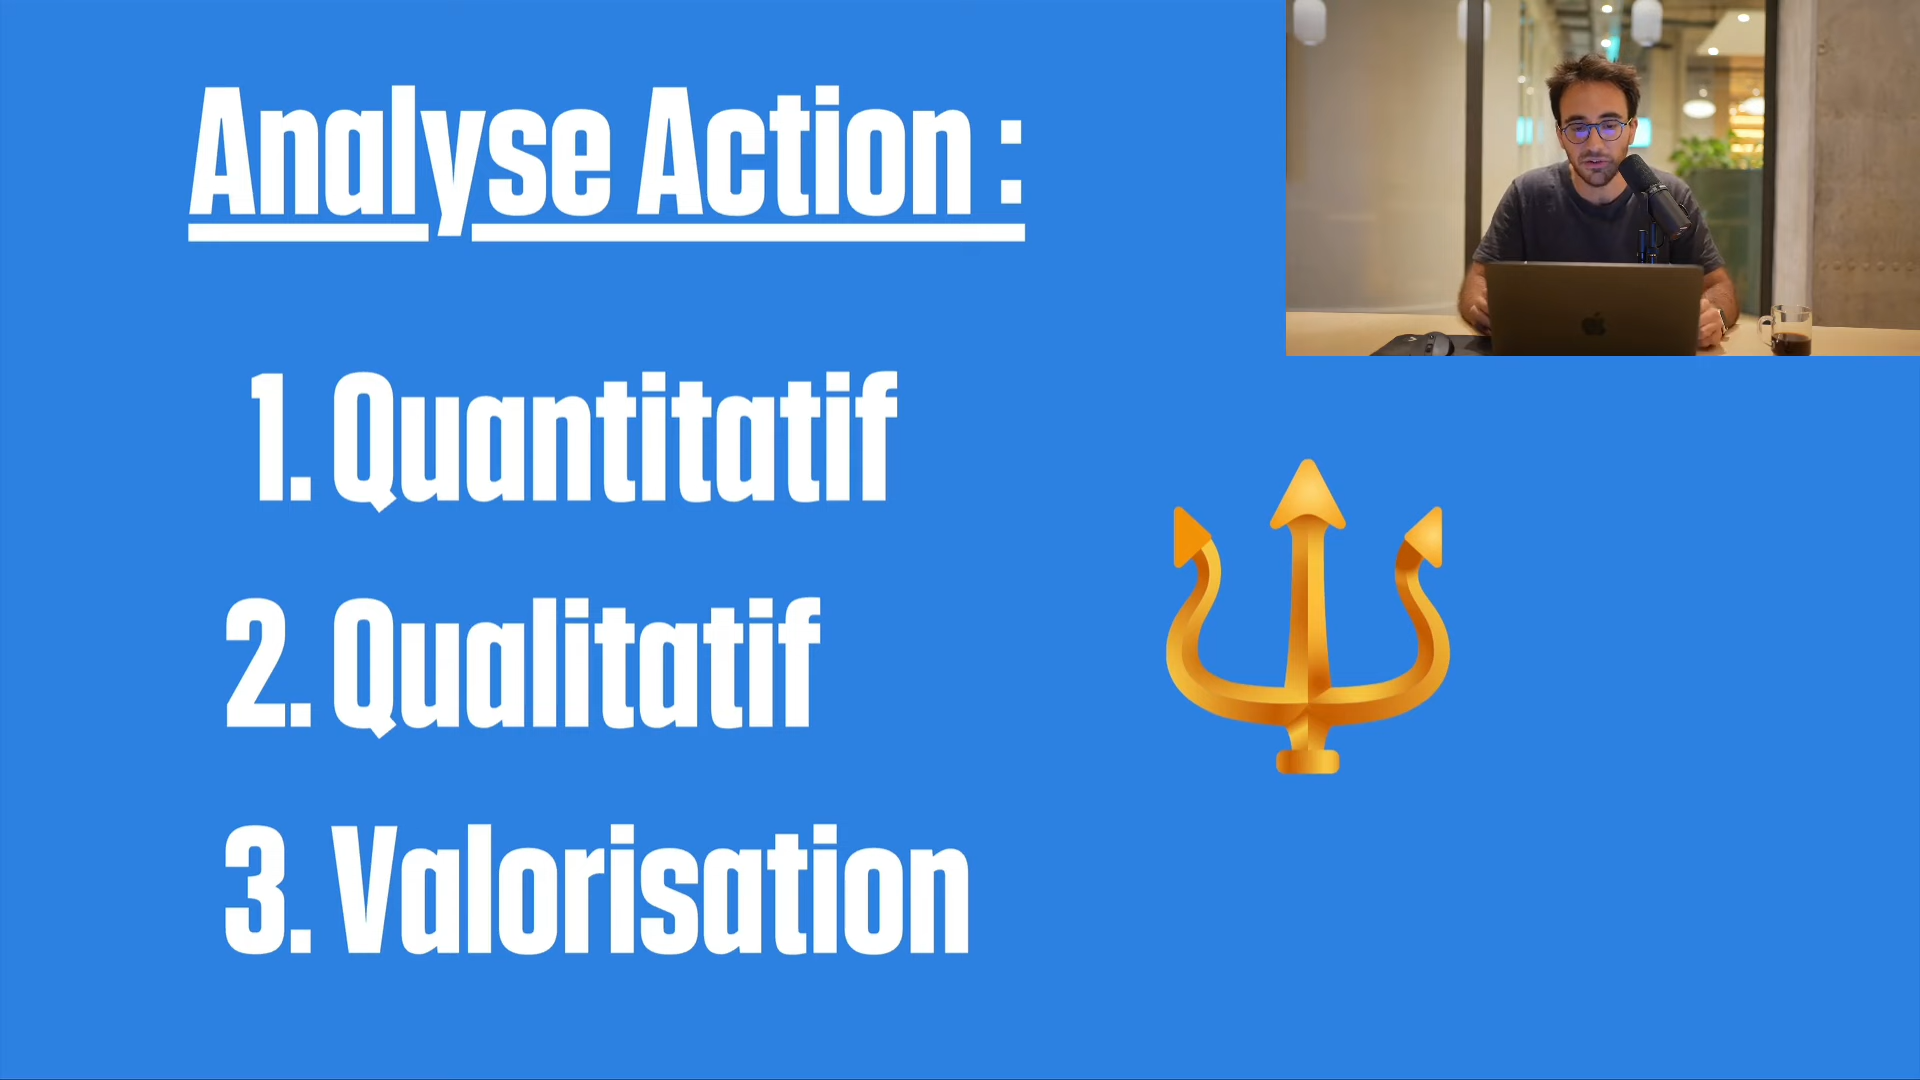 Analyse Action :
1. Quantitatif
2. Qualitatif
3. Valorisation